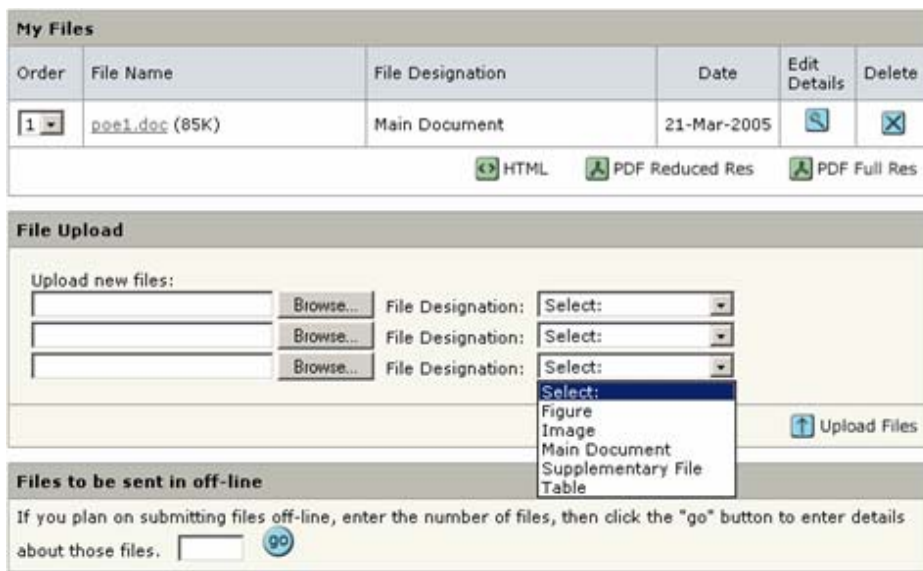 My Files
Order File Name File Designation Date Edit Details Delete
1 poe1.doc (85K) Main Document 21-Mar-2005
HTML PDF Reduced Res PDF Full Res
File Upload
Upload new files:
Browse... File Designation: Select:
Browse... File Designation: Select:
Browse... File Designation: Select:
Select:
Figure
Image
Main Document
Upload Files
Supplementary File
Table
Files to be sent in off-line
If you plan on submitting files off-line, enter the number of files, then click the "go" button to enter details
about those files. go